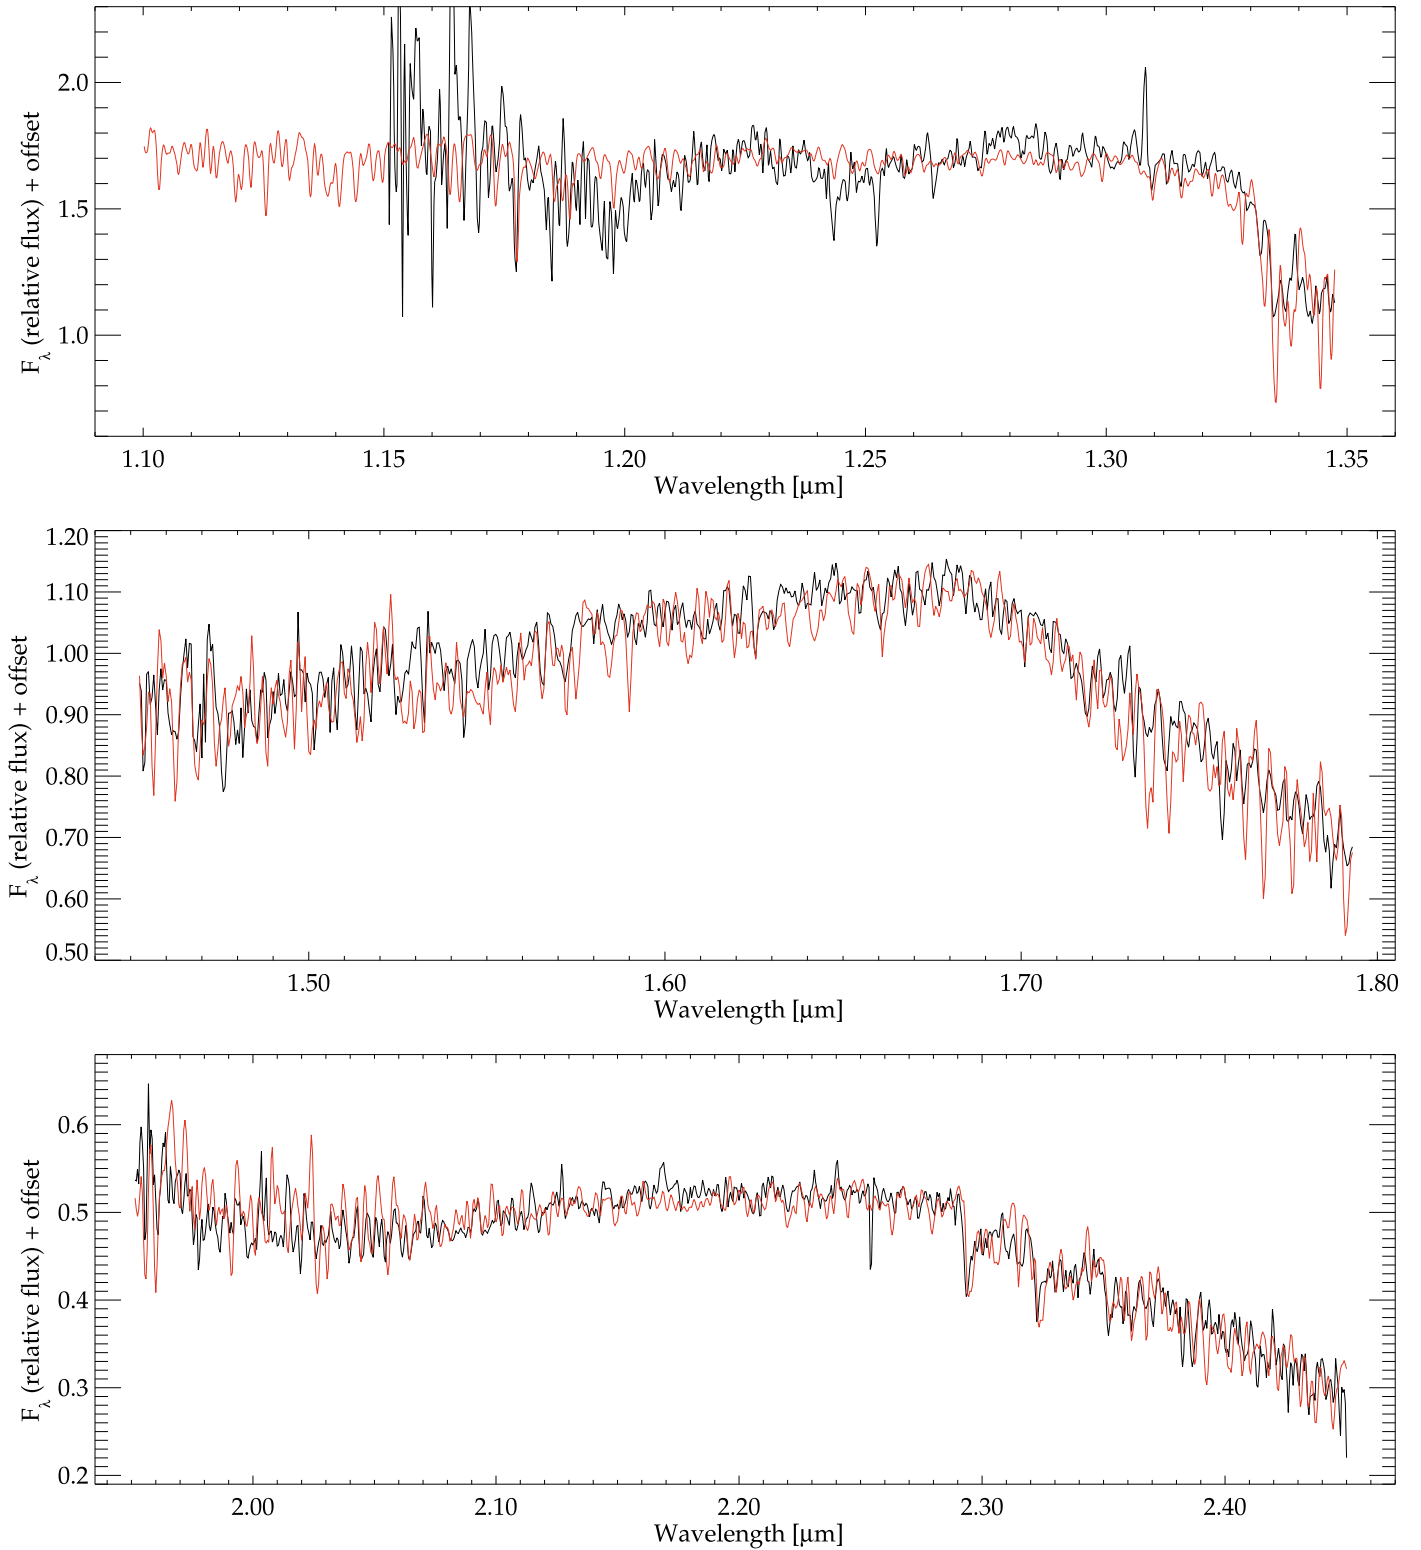 F_λ (relative flux) + offset
2.0
1.5
1.0
1.10 1.15 1.20 1.25 1.30 1.35
Wavelength [μm]
F_λ (relative flux) + offset
1.20
1.10
1.00
0.90
0.80
0.70
0.60
0.50
1.50 1.60 1.70 1.80
Wavelength [μm]
F_λ (relative flux) + offset
0.6
0.5
0.4
0.3
0.2
2.00 2.10 2.20 2.30 2.40
Wavelength [μm]